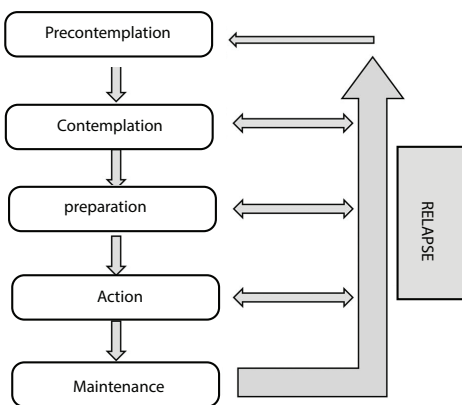 Precontemplation
Contemplation
preparation
RELAPSE
Action
Maintenance